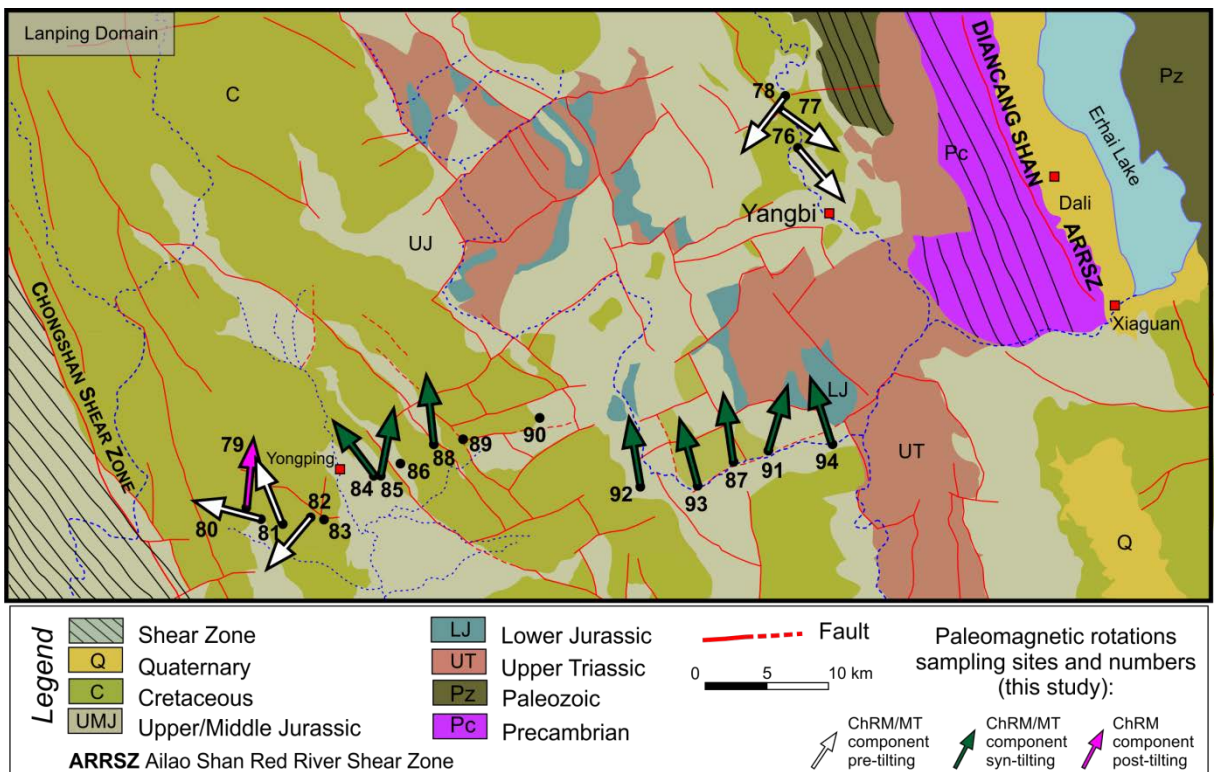 Lanping Domain
C
78
77
76
Pz
DIANCANG SHAN
Erhai Lake
Pc
Dali
Yangbi
UJ
ARRSZ
Xiaguan
CHONGSHAN SHEAR ZONE
LJ
79
Yongping
88
89
90
86
84
85
92
93
87
91
94
UT
80
81
82
83
Q
Legend
Shear Zone
Q Quaternary
C Cretaceous
UMJ Upper/Middle Jurassic
ARRSZ Ailao Shan Red River Shear Zone
LJ Lower Jurassic
UT Upper Triassic
Pz Paleozoic
Pc Precambrian
Fault
0 5 10 km
Paleomagnetic rotations
sampling sites and numbers
(this study):
ChRM/MT
component
pre-tilting
ChRM/MT
component
syn-tilting
ChRM
component
post-tilting